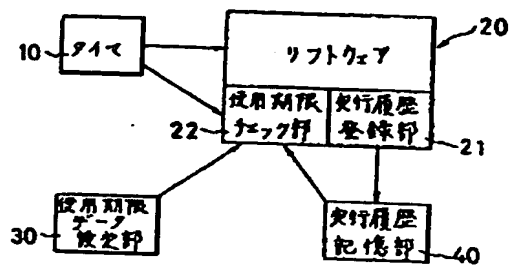 20
10
タイマ
ソフトウェア
使用期限
チェック部
22
実行履歴
登録部
21
使用期限
データ
設定部
30
実行履歴
記憶部
40